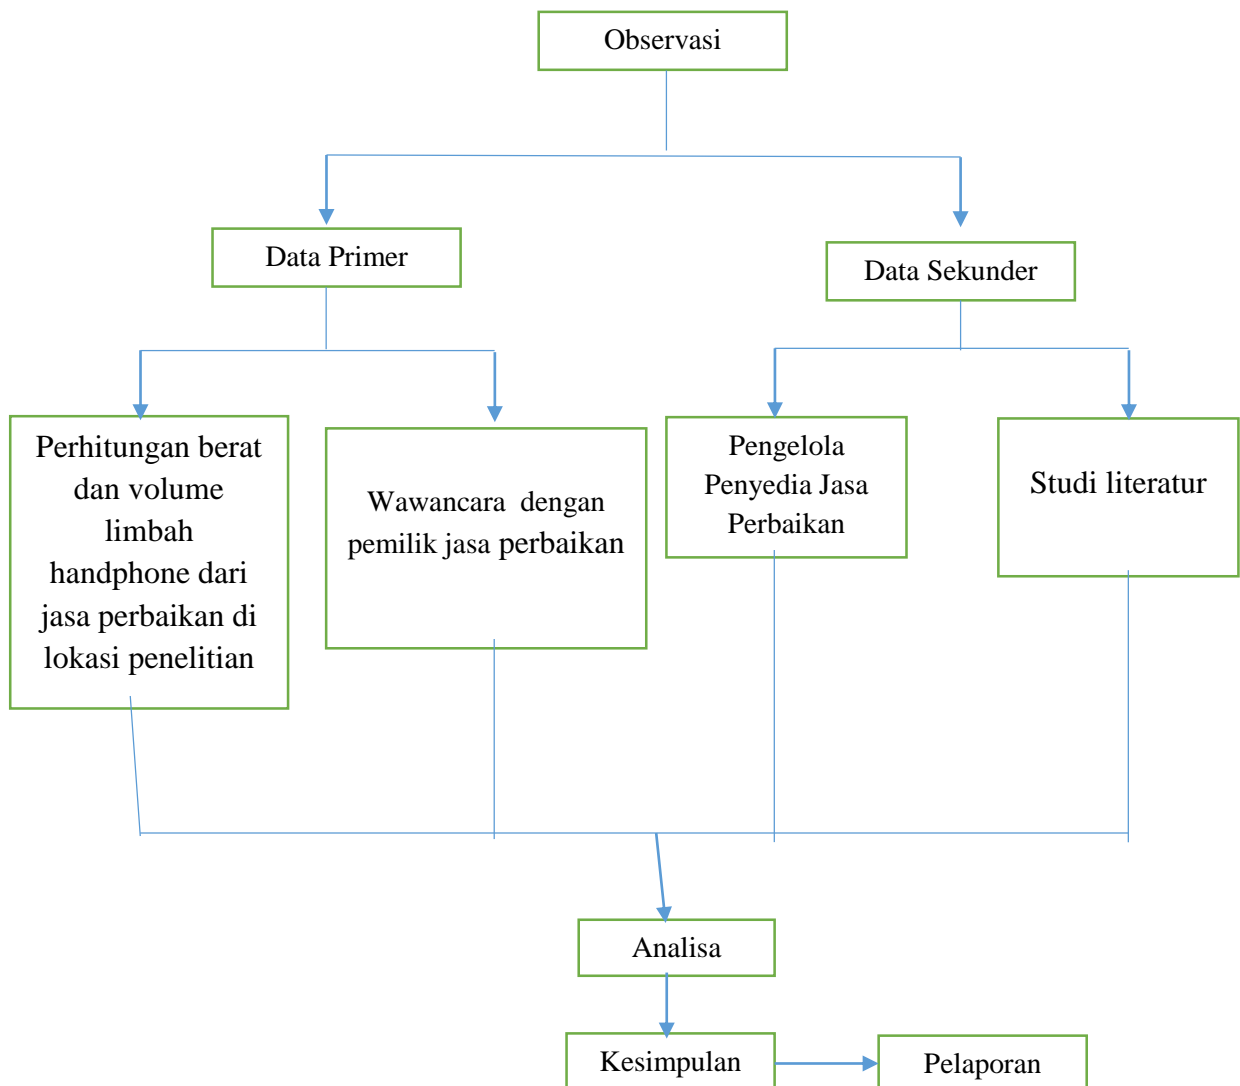 Observasi
Data Primer
Data Sekunder
Perhitungan berat
dan volume
limbah
handphone dari
jasa perbaikan di
lokasi penelitian
Wawancara dengan
pemilik jasa perbaikan
Pengelola
Penyedia Jasa
Perbaikan
Studi literatur
Analisa
Kesimpulan
Pelaporan